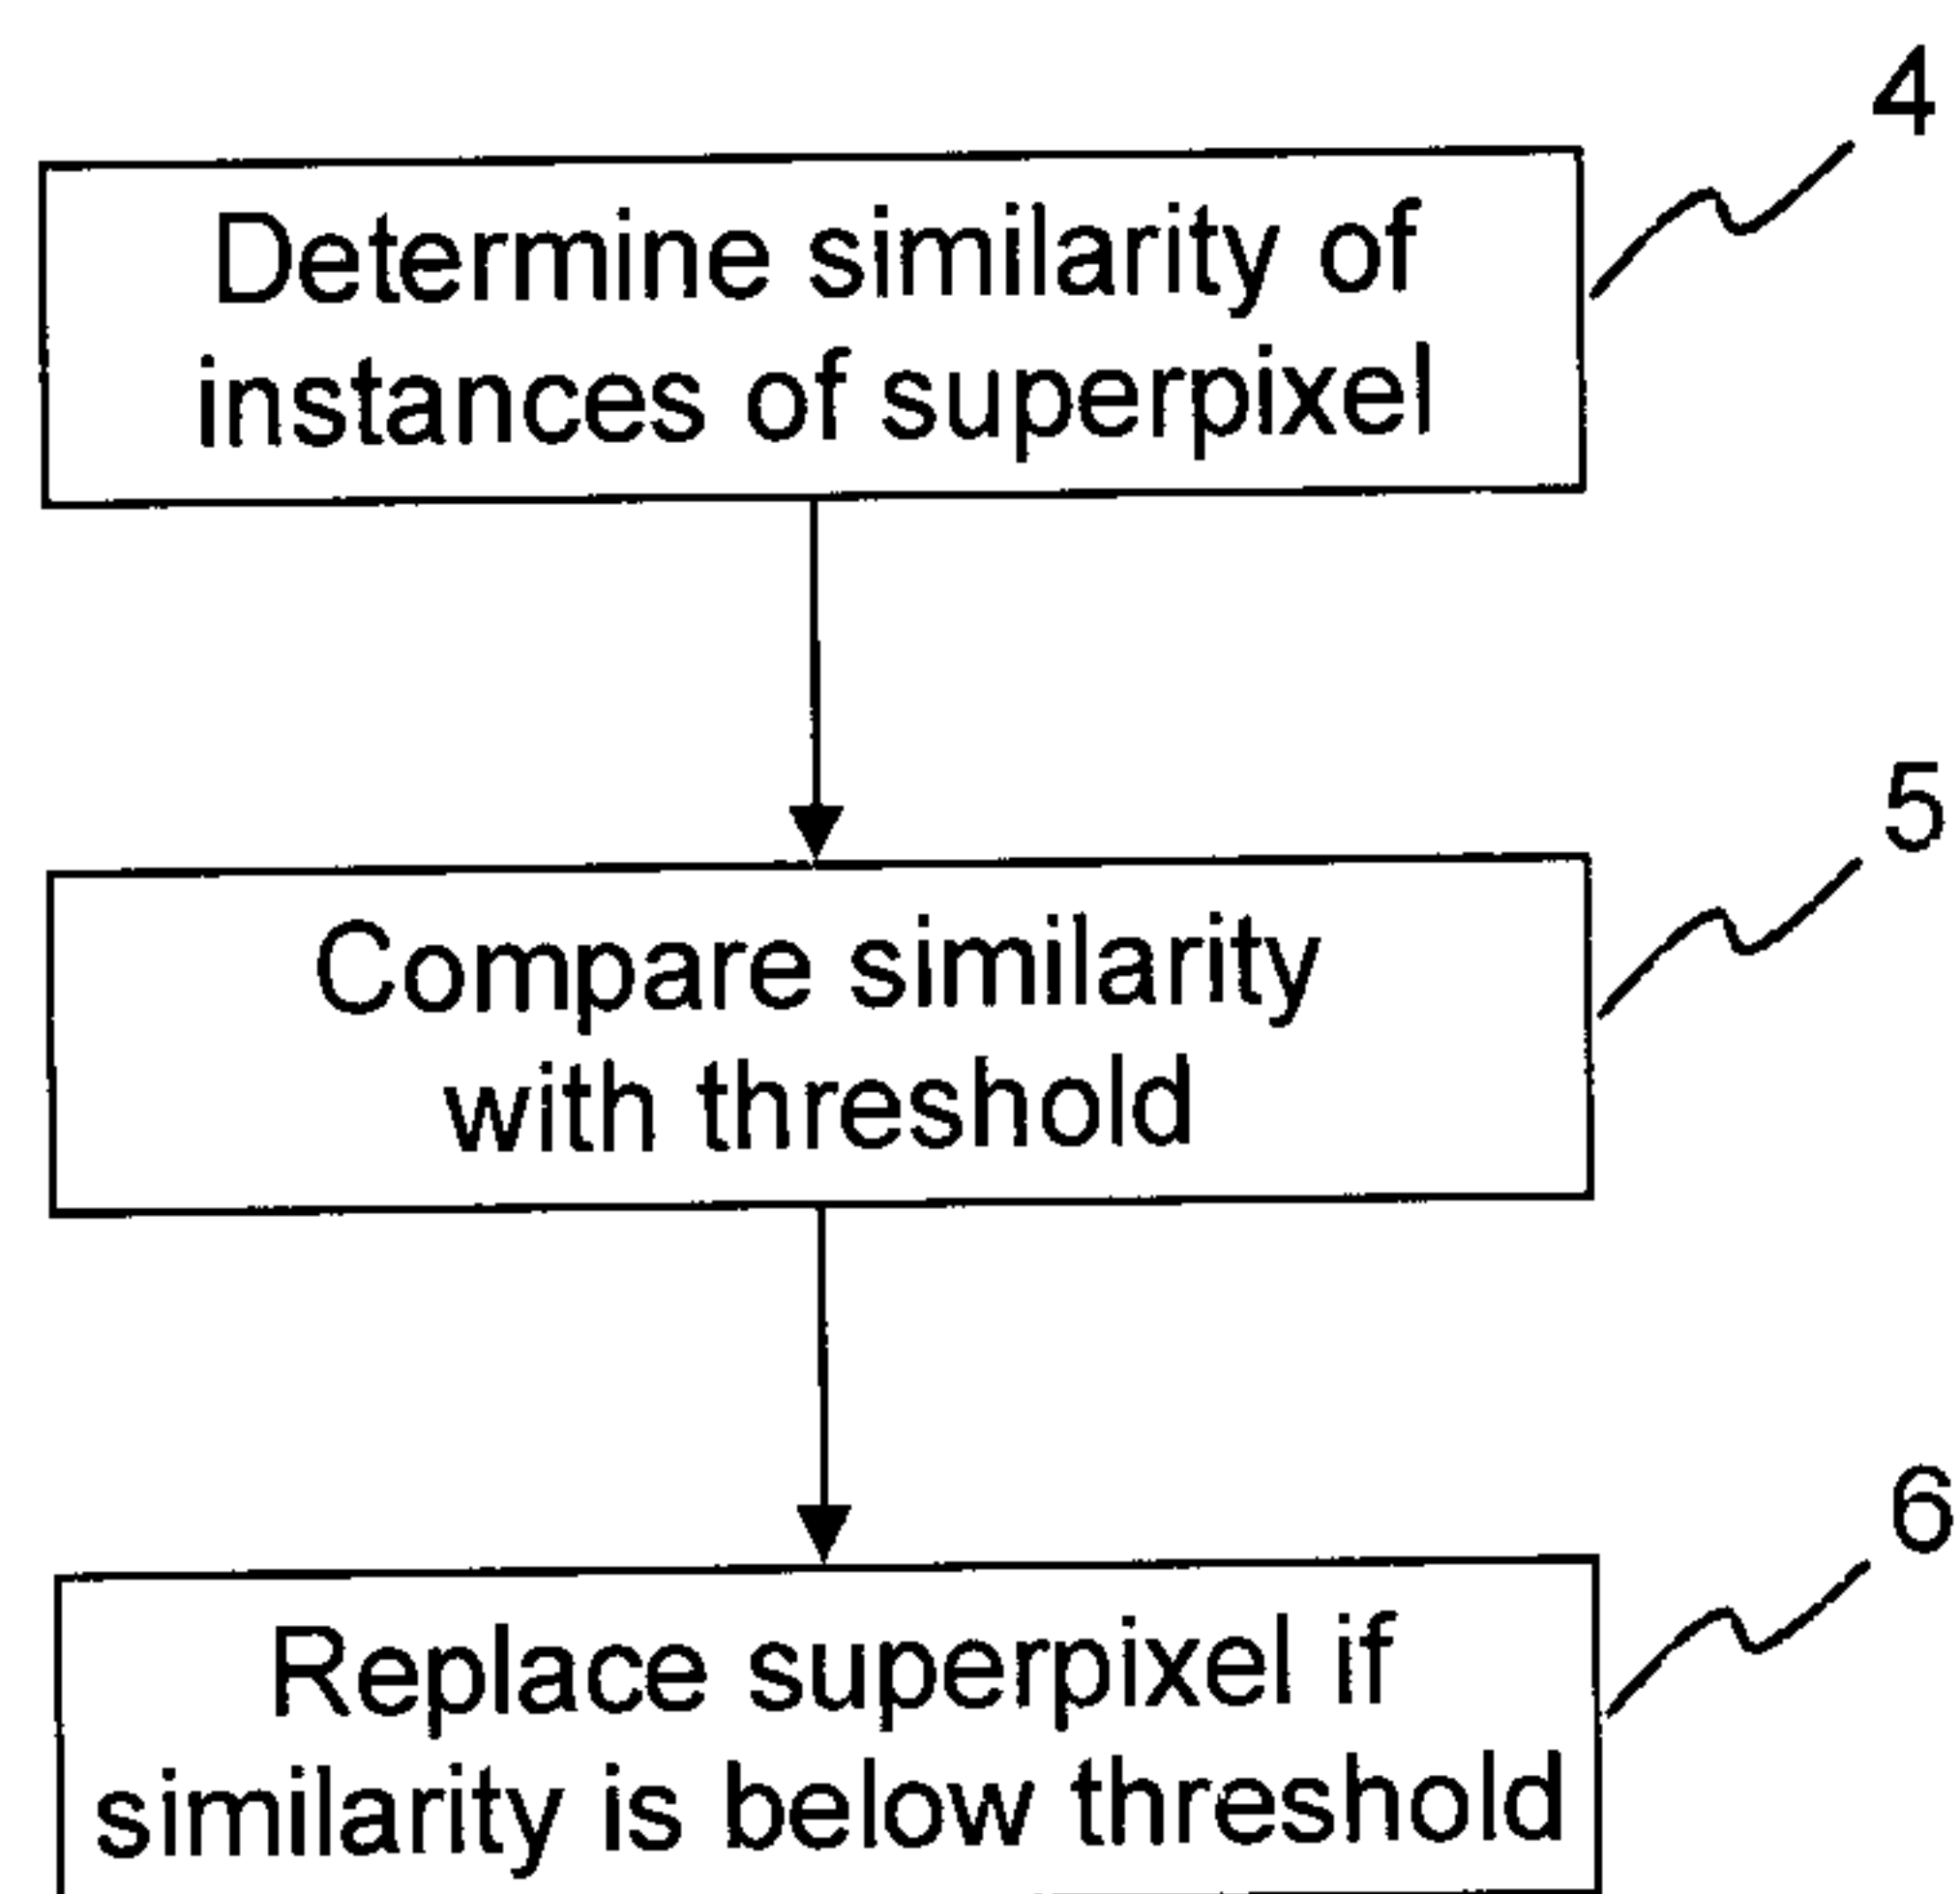 4
Determine similarity of
instances of superpixel
5
Compare similarity
with threshold
6
Replace superpixel if
similarity is below threshold